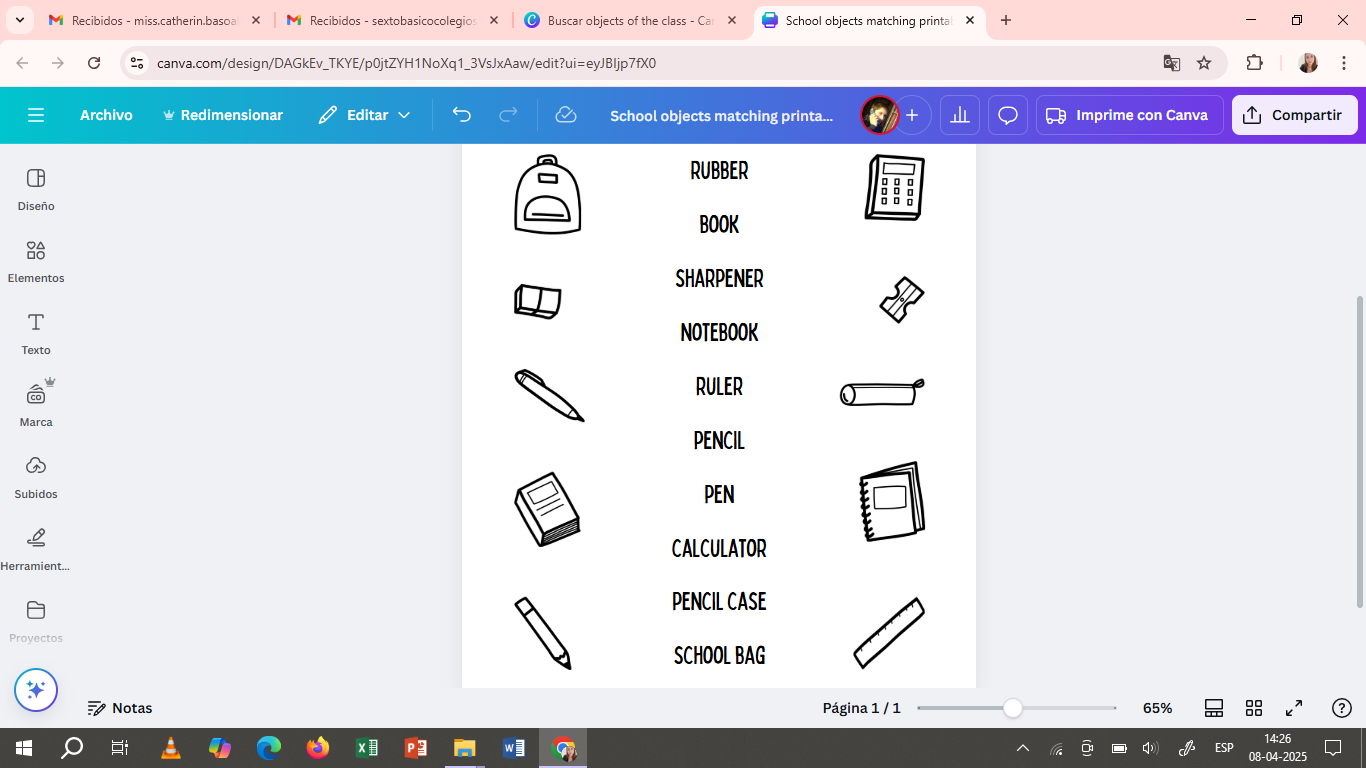 Recibidos - miss.catherin.basoa
Recibidos - sextobasicocolegios
Buscar objects of the class - Ca
School objects matching printa
canva.com/design/DAGkEv_TKYE/p0jtZYH1NoXq1_3VsJxAaw/edit?ui=eyJBIjp7fX0
Archivo
Redimensionar
Editar
School objects matching printa...
Imprime con Canva
Compartir
Diseño
Elementos
Texto
Marca
Subidos
Herramient...
Proyectos
RUBBER
BOOK
SHARPENER
NOTEBOOK
RULER
PENCIL
PEN
CALCULATOR
PENCIL CASE
SCHOOL BAG
Notas
Página 1 / 1
65%
ESP
14:26
08-04-2025